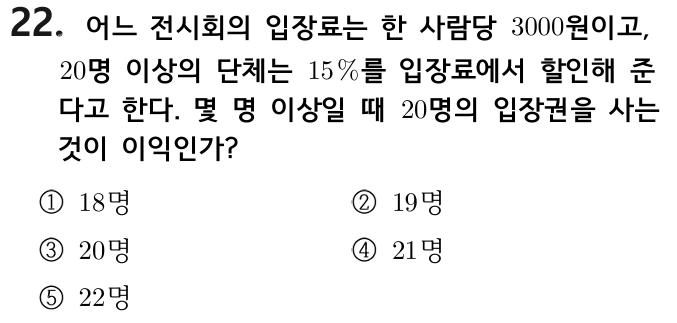 22. 어느 전시회의 입장료는 한 사람당 3000원이고,
20명 이상의 단체는 15%를 입장료에서 할인해 준
다고 한다. 몇 명 이상일 때 20명의 입장권을 사는
것이 이익인가?
① 18명 ② 19명
③ 20명 ④ 21명
⑤ 22명